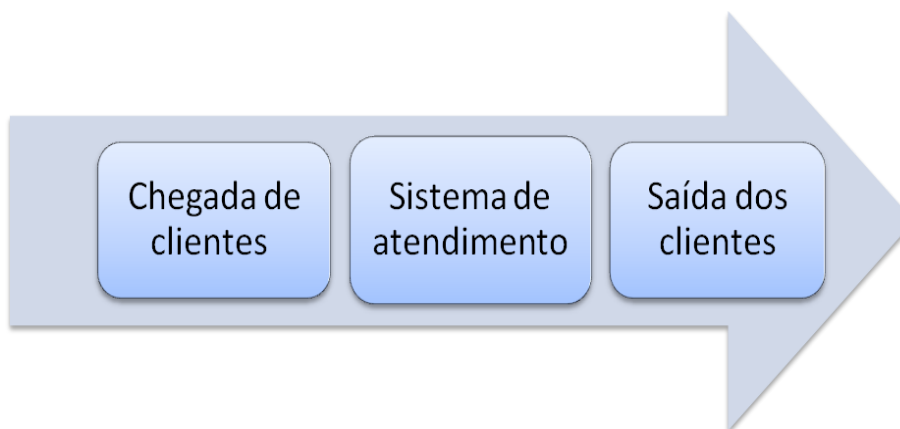 Chegada de
clientes
Sistema de
atendimento
Saída dos
clientes